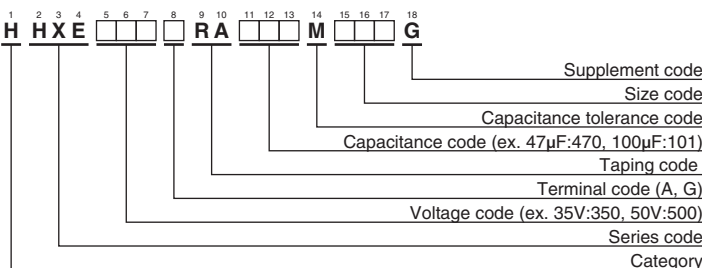 1 2 3 4 5 6 7 8 9 10 11 12 13 14 15 16 17 18
H HXE □□□ □ RA □□□ M □□□ G
Supplement code
Size code
Capacitance tolerance code
Capacitance code (ex. 47µF:470, 100µF:101)
Taping code
Terminal code (A, G)
Voltage code (ex. 35V:350, 50V:500)
Series code
Category